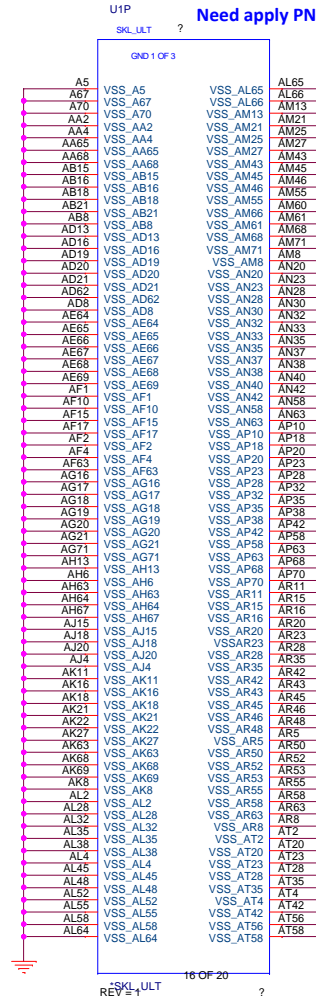 U1P
Need apply PN
SKL_ULT ?
GND 1 OF 3
A5 VSS_A5 VSS_AL65 AL65
A67 VSS_A67 VSS_AL66 AL66
A70 VSS_A70 VSS_AM13 AM13
AA2 VSS_AA2 VSS_AM21 AM21
AA4 VSS_AA4 VSS_AM25 AM25
AA65 VSS_AA65 VSS_AM27 AM27
AA68 VSS_AA68 VSS_AM43 AM43
AB15 VSS_AB15 VSS_AM45 AM45
AB16 VSS_AB16 VSS_AM46 AM46
AB18 VSS_AB18 VSS_AM55 AM55
AB21 VSS_AB21 VSS_AM66 AM60
AB8 VSS_AB8 VSS_AM61 AM61
AD13 VSS_AD13 VSS_AM68 AM68
AD16 VSS_AD16 VSS_AM71 AM71
AD19 VSS_AD19 VSS_AM8 AM8
AD20 VSS_AD20 VSS_AN20 AN20
AD21 VSS_AD21 VSS_AN23 AN23
AD62 VSS_AD62 VSS_AN28 AN28
AD8 VSS_AD8 VSS_AN30 AN30
AE64 VSS_AE64 VSS_AN32 AN32
AE65 VSS_AE65 VSS_AN33 AN33
AE66 VSS_AE66 VSS_AN35 AN35
AE67 VSS_AE67 VSS_AN37 AN37
AE68 VSS_AE68 VSS_AN38 AN38
AE69 VSS_AE69 VSS_AN40 AN40
AF1 VSS_AF1 VSS_AN42 AN42
AF10 VSS_AF10 VSS_AN58 AN58
AF15 VSS_AF15 VSS_AN63 AN63
AF17 VSS_AF17 VSS_AP10 AP10
AF2 VSS_AF2 VSS_AP18 AP18
AF4 VSS_AF4 VSS_AP20 AP20
AF63 VSS_AF63 VSS_AP23 AP23
AG16 VSS_AG16 VSS_AP28 AP28
AG17 VSS_AG17 VSS_AP32 AP32
AG18 VSS_AG18 VSS_AP35 AP35
AG19 VSS_AG19 VSS_AP38 AP38
AG20 VSS_AG20 VSS_AP42 AP42
AG21 VSS_AG21 VSS_AP58 AP58
AG71 VSS_AG71 VSS_AP63 AP63
AH13 VSS_AH13 VSS_AP68 AP68
AH6 VSS_AH6 VSS_AP70 AP70
AH63 VSS_AH63 VSS_AR11 AR11
AH64 VSS_AH64 VSS_AR15 AR15
AH67 VSS_AH67 VSS_AR16 AR16
AJ15 VSS_AJ15 VSS_AR20 AR20
AJ18 VSS_AJ18 VSSAR23 AR23
AJ20 VSS_AJ20 VSS_AR28 AR28
AJ4 VSS_AJ4 VSS_AR35 AR35
AK11 VSS_AK11 VSS_AR42 AR42
AK16 VSS_AK16 VSS_AR43 AR43
AK18 VSS_AK18 VSS_AR45 AR45
AK21 VSS_AK21 VSS_AR46 AR46
AK22 VSS_AK22 VSS_AR48 AR48
AK27 VSS_AK27 VSS_AR5 AR5
AK63 VSS_AK63 VSS_AR50 AR50
AK68 VSS_AK68 VSS_AR52 AR52
AK69 VSS_AK69 VSS_AR53 AR53
AK8 VSS_AK8 VSS_AR55 AR55
AL2 VSS_AL2 VSS_AR58 AR58
AL28 VSS_AL28 VSS_AR63 AR63
AL32 VSS_AL32 VSS_AR8 AR8
AL35 VSS_AL35 VSS_AT2 AT2
AL38 VSS_AL38 VSS_AT20 AT20
AL4 VSS_AL4 VSS_AT23 AT23
AL45 VSS_AL45 VSS_AT28 AT28
AL48 VSS_AL48 VSS_AT35 AT35
AL52 VSS_AL52 VSS_AT4 AT4
AL55 VSS_AL55 VSS_AT42 AT42
AL58 VSS_AL58 VSS_AT56 AT56
AL64 VSS_AL64 VSS_AT58 AT58
16 OF 20
*SKL_ULT
REV = 1 ?